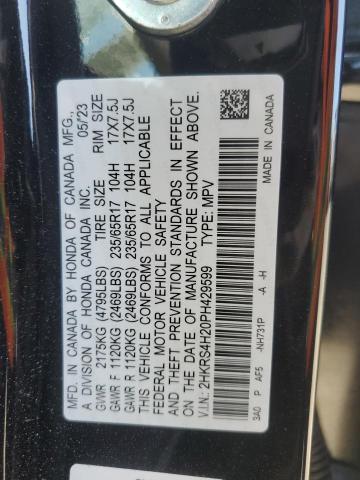 MFD. IN CANADA BY HONDA OF CANADA MFG.,
A DIVISION OF HONDA CANADA INC. 05/23
GVWR 2175KG (4795LBS) TIRE SIZE RIM SIZE
GAWR F 1120KG (2469LBS) 235/65R17 104H 17X7.5J
GAWR R 1120KG (2469LBS) 235/65R17 104H 17X7.5J
THIS VEHICLE CONFORMS TO ALL APPLICABLE
FEDERAL MOTOR VEHICLE SAFETY
AND THEFT PREVENTION STANDARDS IN EFFECT
ON THE DATE OF MANUFACTURE SHOWN ABOVE.
V.I.N.: 2HKRS4H20PH429599 TYPE: MPV
3A0 P AF5 -NH731P -A -H MADE IN CANADA